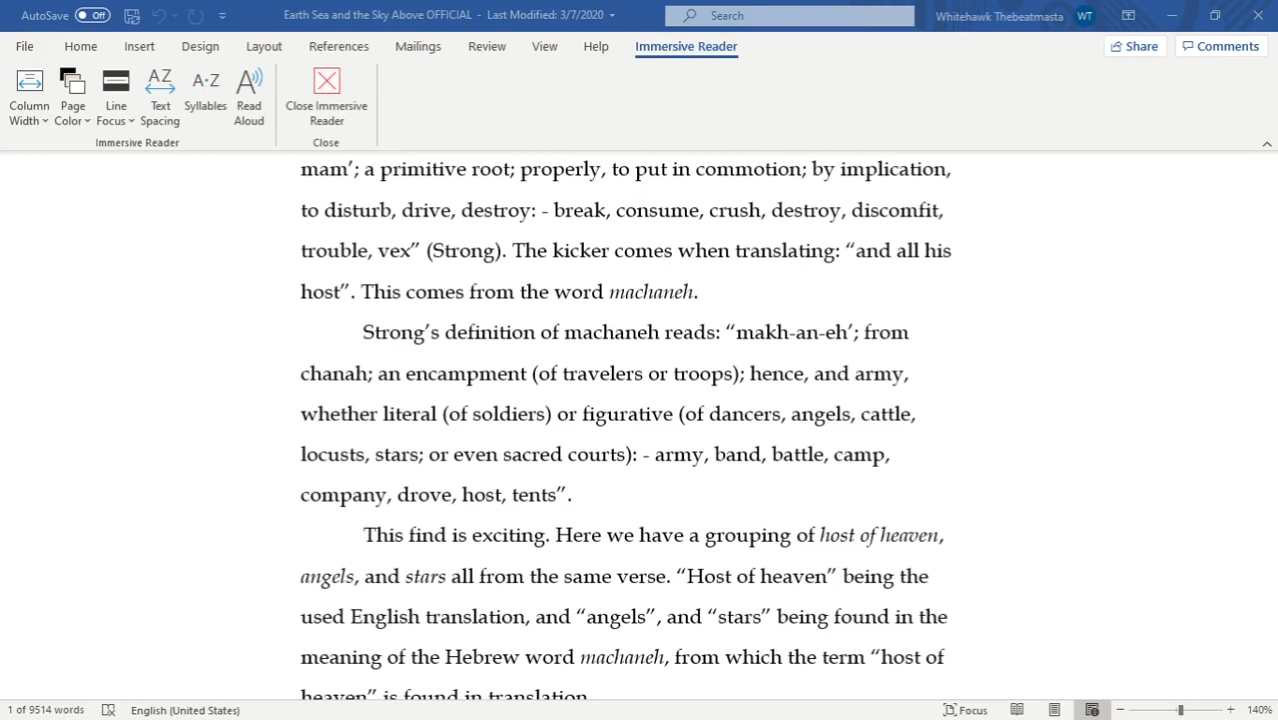 AutoSave Off Earth Sea and the Sky Above OFFICIAL - Last Modified: 3/7/2020 Search Whitehawk Thebeatmasta WT
File Home Insert Design Layout References Mailings Review View Help Immersive Reader Share Comments
Column Width Page Color Line Focus Text Spacing Syllables Read Aloud Close Immersive Reader
Immersive Reader Close
mam’; a primitive root; properly, to put in commotion; by implication,
to disturb, drive, destroy: - break, consume, crush, destroy, discomfit,
trouble, vex” (Strong). The kicker comes when translating: “and all his
host”. This comes from the word machaneh.
Strong’s definition of machaneh reads: “makh-an-eh’; from
chanah; an encampment (of travelers or troops); hence, and army,
whether literal (of soldiers) or figurative (of dancers, angels, cattle,
locusts, stars; or even sacred courts): - army, band, battle, camp,
company, drove, host, tents”.
This find is exciting. Here we have a grouping of host of heaven,
angels, and stars all from the same verse. “Host of heaven” being the
used English translation, and “angels”, and “stars” being found in the
meaning of the Hebrew word machaneh, from which the term “host of
heaven” is found in translation.
1 of 9514 words English (United States) Focus 140%